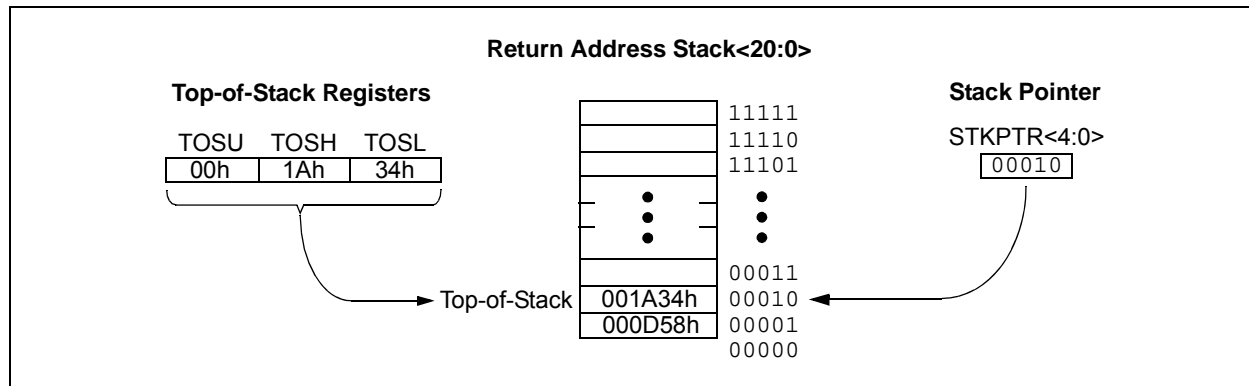 Return Address Stack<20:0>
Top-of-Stack Registers
Stack Pointer
TOSU TOSH TOSL
00h 1Ah 34h
STKPTR<4:0>
00010
11111
11110
11101
00011
Top-of-Stack 001A34h 00010
000D58h 00001
00000